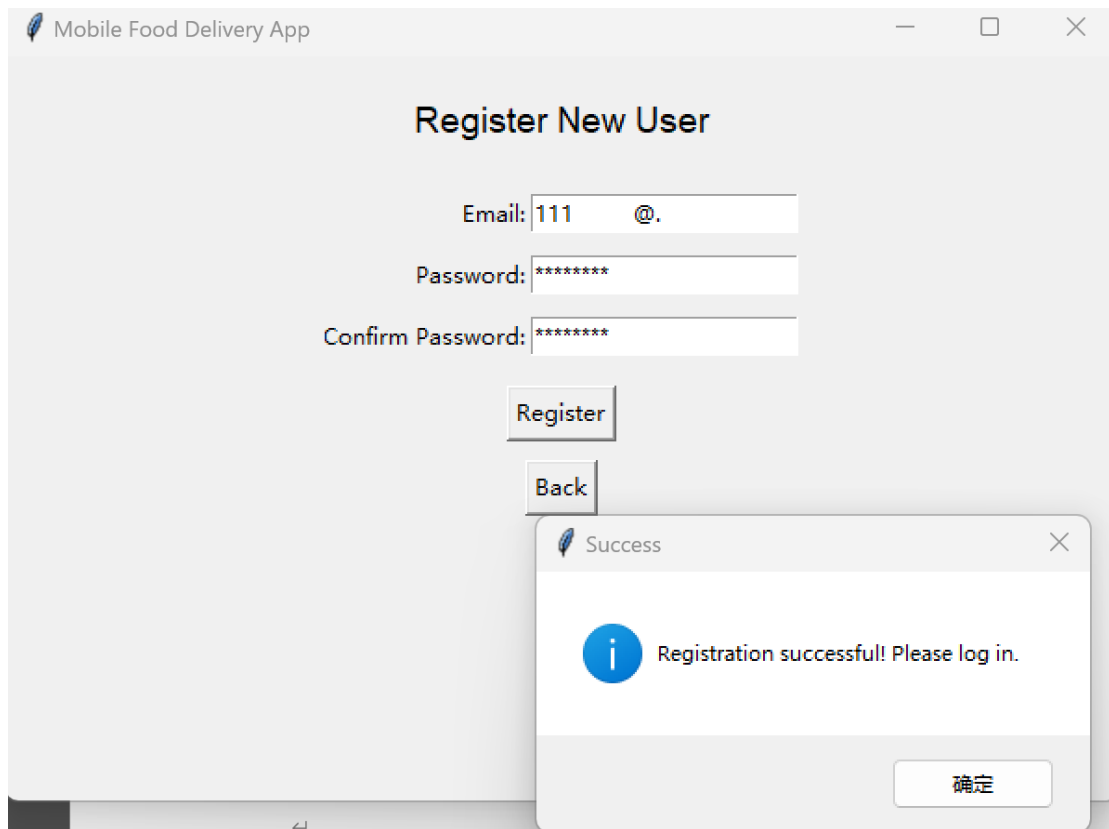 Mobile Food Delivery App
Register New User
Email: 111          @.
Password: ********
Confirm Password: ********
Register
Back
Success
Registration successful! Please log in.
确定